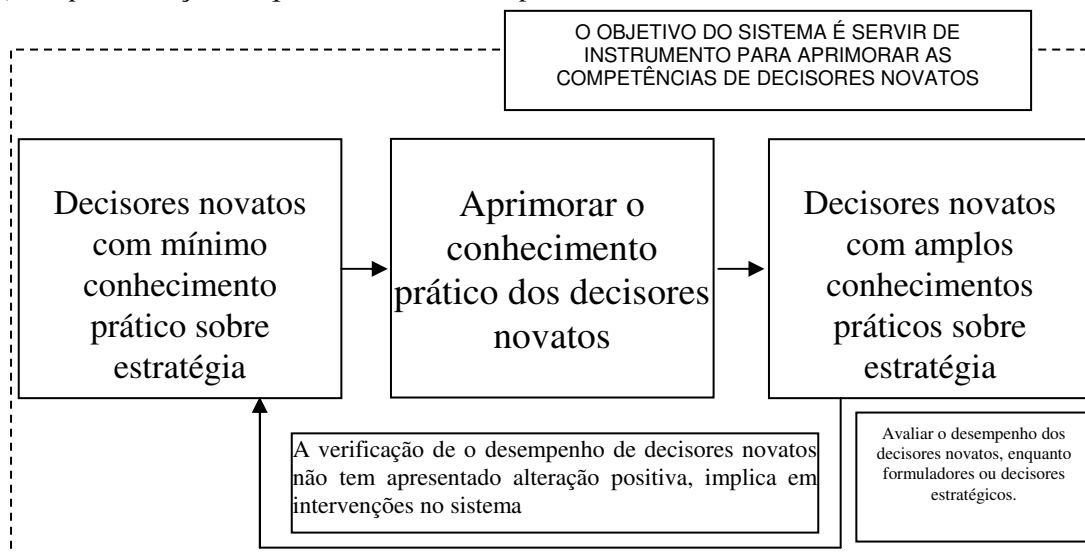 O OBJETIVO DO SISTEMA É SERVIR DE
INSTRUMENTO PARA APRIMORAR AS
COMPETÊNCIAS DE DECISORES NOVATOS
Decisores novatos
com mínimo
conhecimento
prático sobre
estratégia
Aprimorar o
conhecimento
prático dos decisores
novatos
Decisores novatos
com amplos
conhecimentos
práticos sobre
estratégia
A verificação de o desempenho de decisores novatos
não tem apresentado alteração positiva, implica em
intervenções no sistema
Avaliar o desempenho dos
decisores novatos, enquanto
formuladores ou decisores
estratégicos.